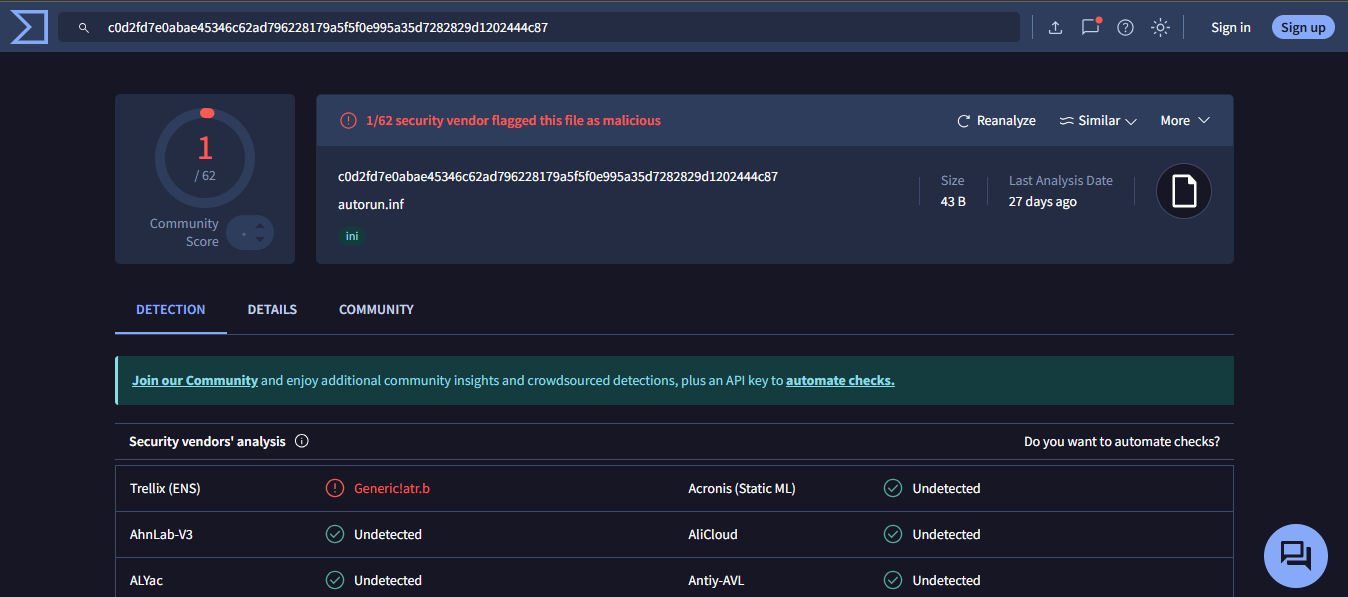 c0d2fd7e0abae45346c62ad796228179a5f5f0e995a35d7282829d1202444c87
Sign in
Sign up
1
/ 62
Community
Score
1/62 security vendor flagged this file as malicious
Reanalyze
Similar
More
c0d2fd7e0abae45346c62ad796228179a5f5f0e995a35d7282829d1202444c87
autorun.inf
ini
Size
43 B
Last Analysis Date
27 days ago
DETECTION
DETAILS
COMMUNITY
Join our Community and enjoy additional community insights and crowdsourced detections, plus an API key to automate checks.
Security vendors' analysis
Do you want to automate checks?
Trellix (ENS) Generic!atr.b Acronis (Static ML) Undetected
AhnLab-V3 Undetected AliCloud Undetected
ALYac Undetected Antiy-AVL Undetected